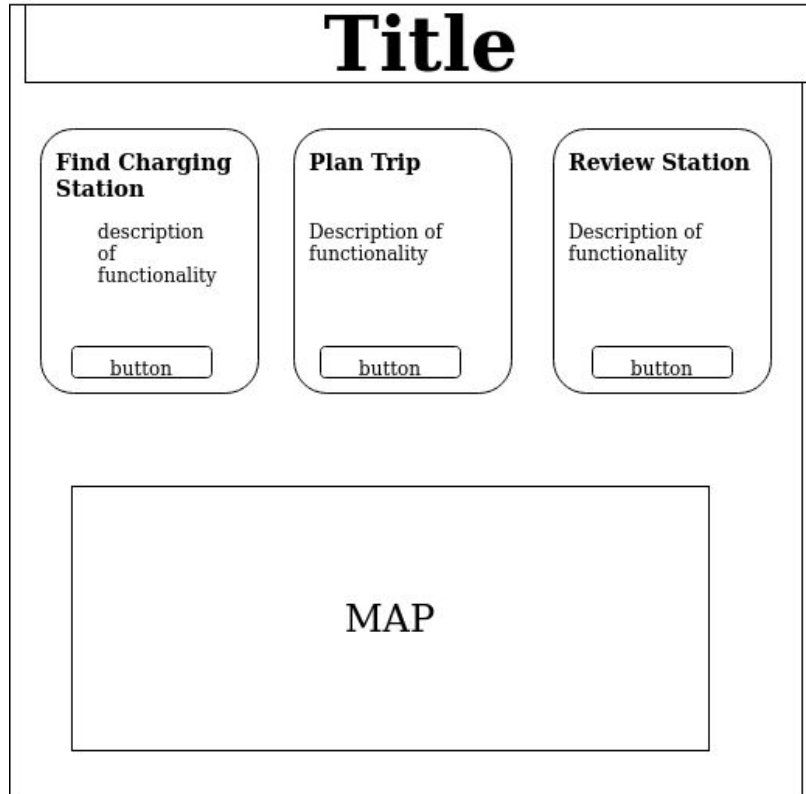 Title
Find Charging
Station
description
of
functionality
button
Plan Trip
Description of
functionality
button
Review Station
Description of
functionality
button
MAP